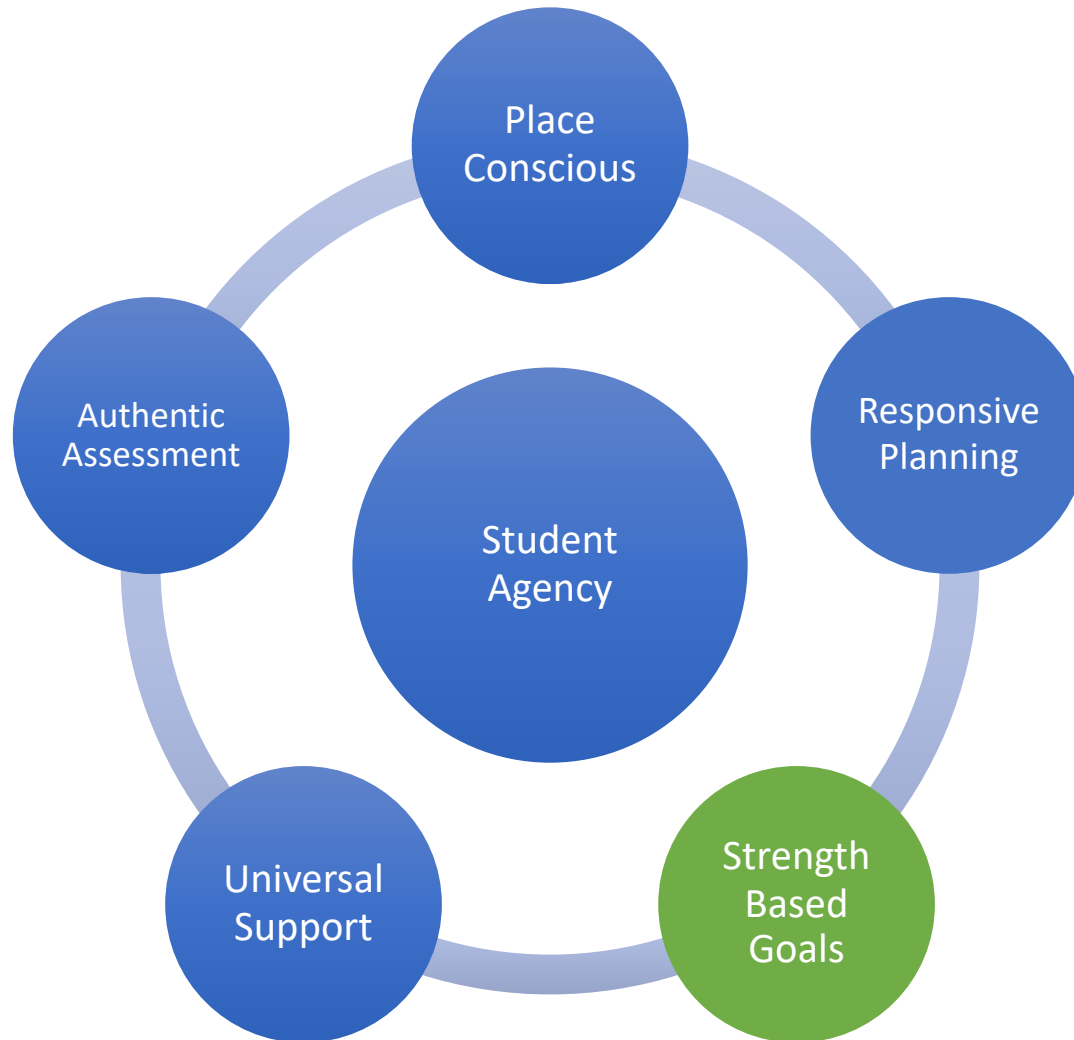 Place
Conscious
Responsive
Planning
Strength
Based
Goals
Universal
Support
Authentic
Assessment
Student
Agency